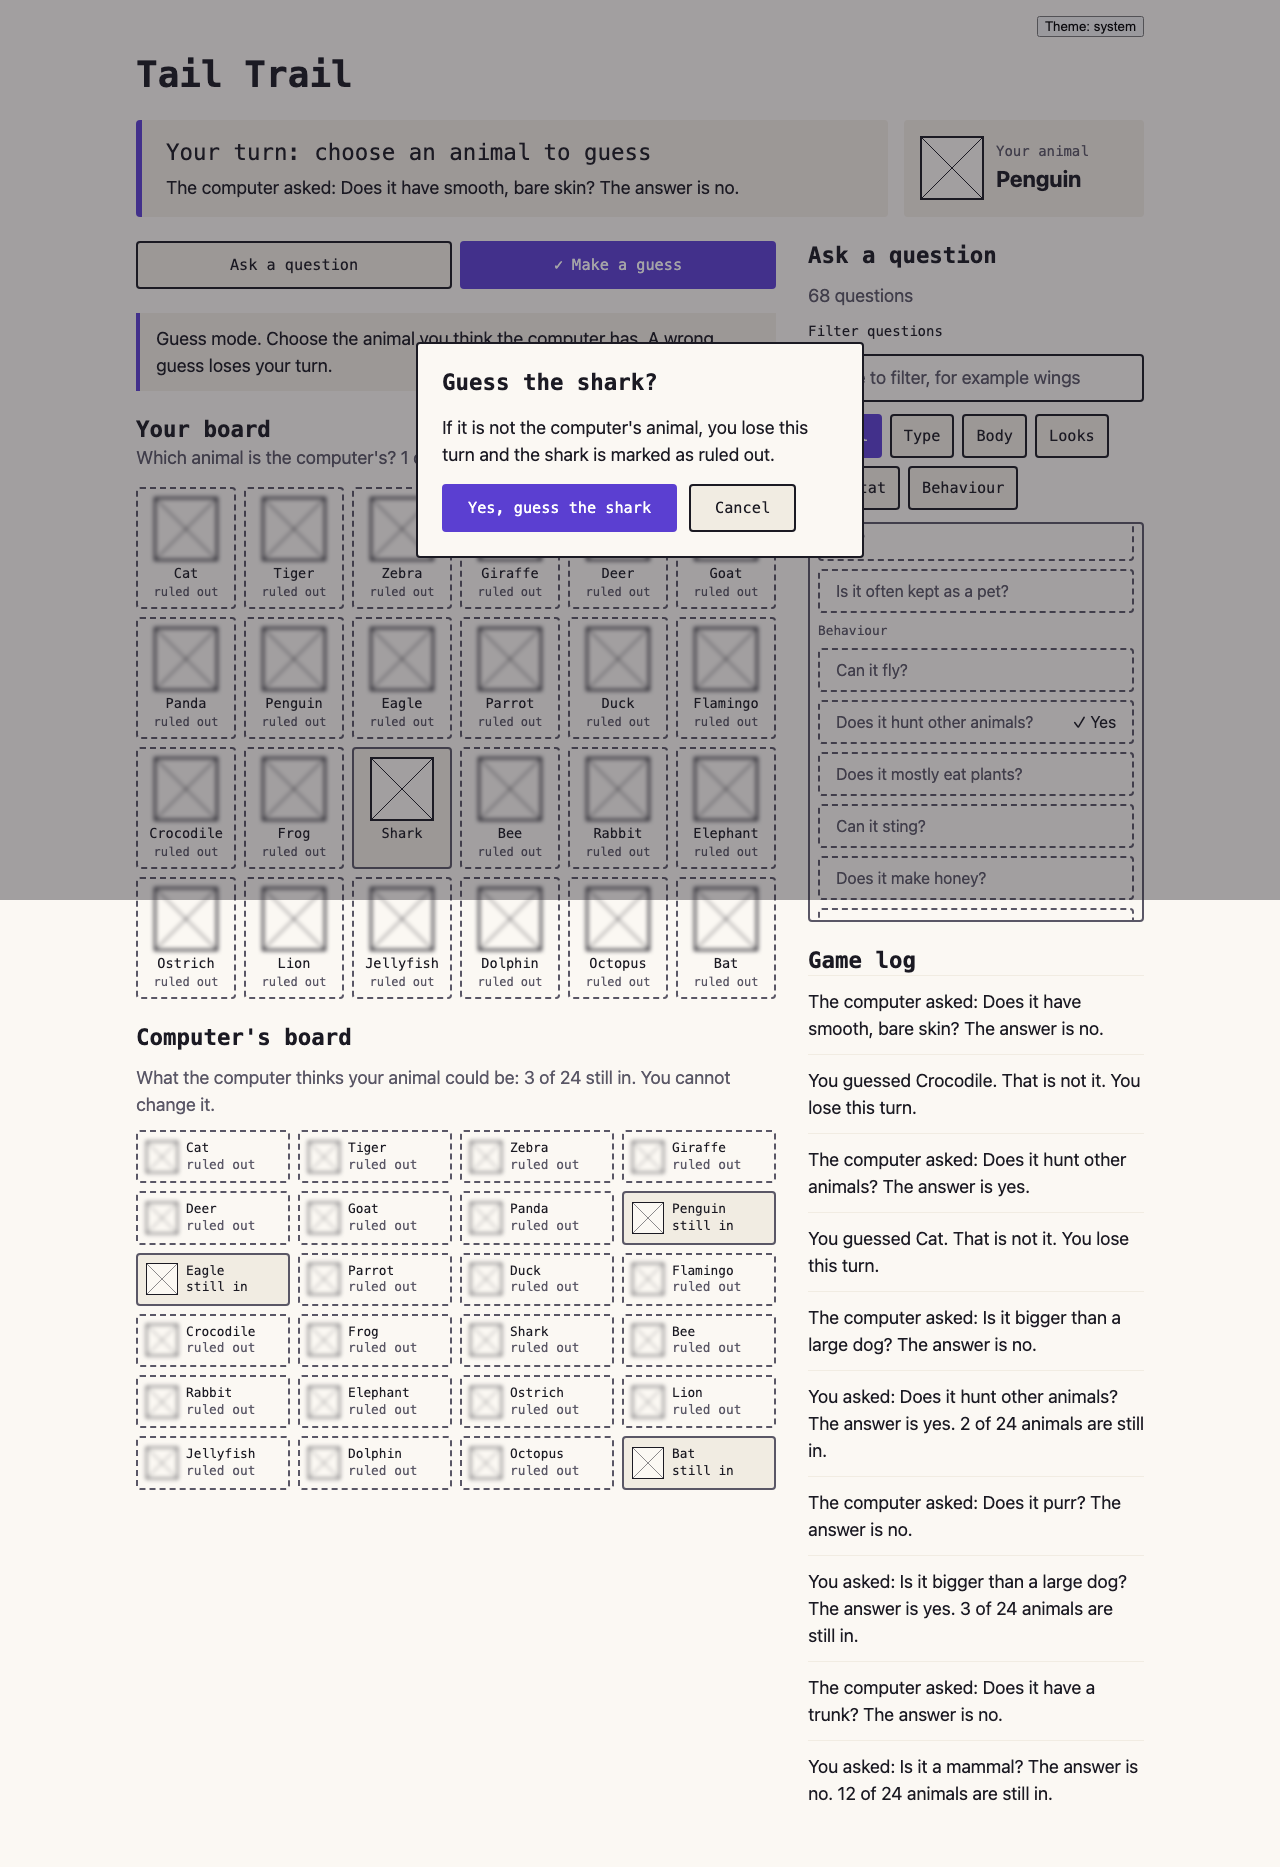 Theme: system
Tail Trail
Your turn: choose an animal to guess
The computer asked: Does it have smooth, bare skin? The answer is no.
Your animal
Penguin
Ask a question
✓ Make a guess
Guess mode. Choose the animal you think the computer has. A wrong
guess loses your turn.
Your board
Which animal is the computer's? 1
Guess the shark?
If it is not the computer's animal, you lose this
turn and the shark is marked as ruled out.
Yes, guess the shark
Cancel
Cat
ruled out
Tiger
ruled out
Zebra
ruled out
Giraffe
ruled out
Deer
ruled out
Goat
ruled out
Panda
ruled out
Penguin
ruled out
Eagle
ruled out
Parrot
ruled out
Duck
ruled out
Flamingo
ruled out
Crocodile
ruled out
Frog
ruled out
Shark
Bee
ruled out
Rabbit
ruled out
Elephant
ruled out
Ostrich
ruled out
Lion
ruled out
Jellyfish
ruled out
Dolphin
ruled out
Octopus
ruled out
Bat
ruled out
Computer's board
What the computer thinks your animal could be: 3 of 24 still in. You cannot
change it.
Cat
ruled out
Tiger
ruled out
Zebra
ruled out
Giraffe
ruled out
Deer
ruled out
Goat
ruled out
Panda
ruled out
Penguin
still in
Eagle
still in
Parrot
ruled out
Duck
ruled out
Flamingo
ruled out
Crocodile
ruled out
Frog
ruled out
Shark
ruled out
Bee
ruled out
Rabbit
ruled out
Elephant
ruled out
Ostrich
ruled out
Lion
ruled out
Jellyfish
ruled out
Dolphin
ruled out
Octopus
ruled out
Bat
still in
Ask a question
68 questions
Filter questions
to filter, for example wings
Type
Body
Looks
Behaviour
Is it often kept as a pet?
Behaviour
Can it fly?
Does it hunt other animals? ✓ Yes
Does it mostly eat plants?
Can it sting?
Does it make honey?
Game log
The computer asked: Does it have
smooth, bare skin? The answer is no.
You guessed Crocodile. That is not it. You
lose this turn.
The computer asked: Does it hunt other
animals? The answer is yes.
You guessed Cat. That is not it. You lose
this turn.
The computer asked: Is it bigger than a
large dog? The answer is no.
You asked: Does it hunt other animals?
The answer is yes. 2 of 24 animals are still
in.
The computer asked: Does it purr? The
answer is no.
You asked: Is it bigger than a large dog?
The answer is yes. 3 of 24 animals are
still in.
The computer asked: Does it have a
trunk? The answer is no.
You asked: Is it a mammal? The answer is
no. 12 of 24 animals are still in.